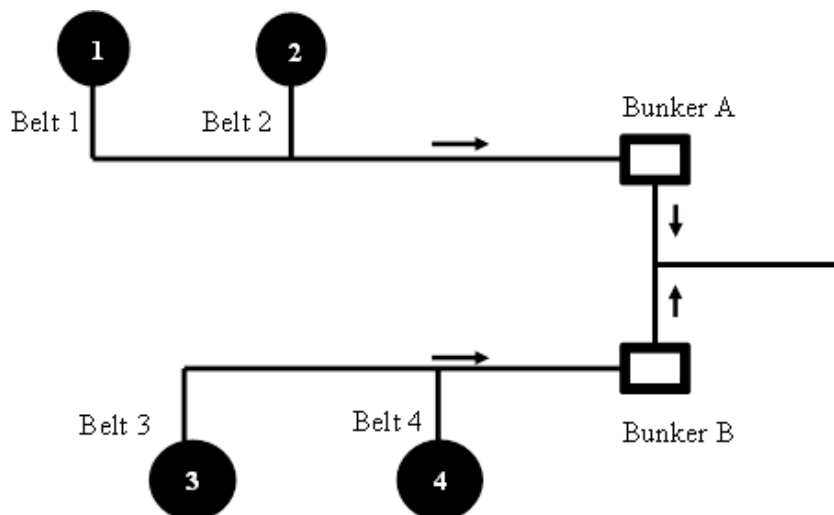 1
2
Belt 1
Belt 2
Bunker A
Belt 3
Belt 4
Bunker B
3
4